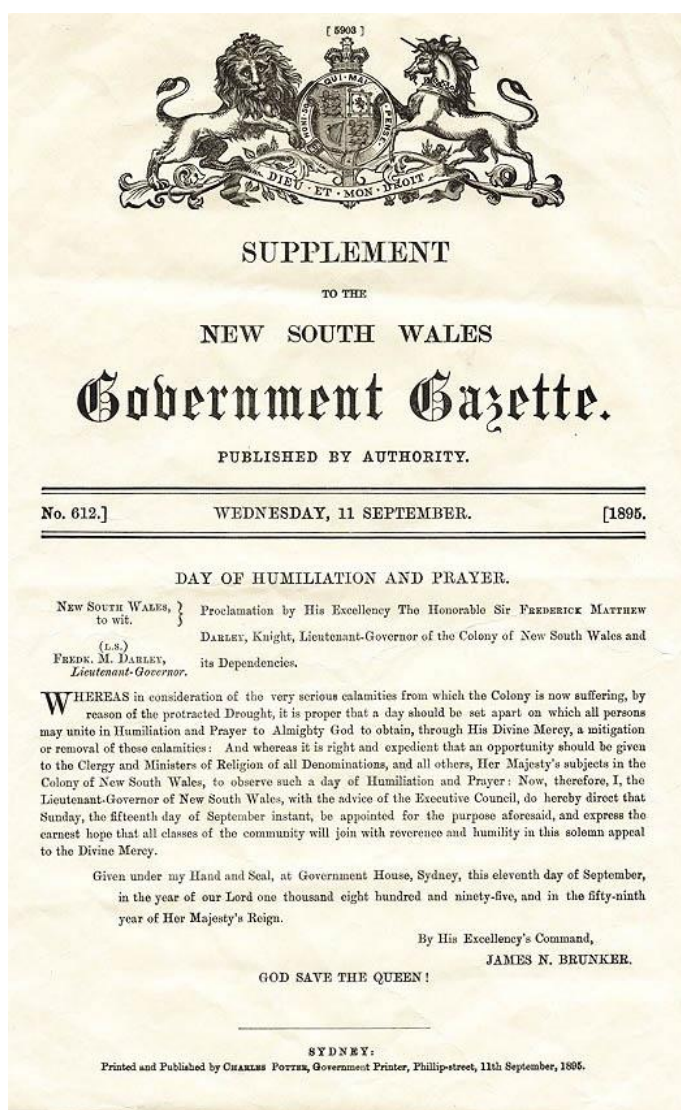 [ 5903 ]
HONI·SOI·QUI·MAL·Y·PENSE·
DIEU·ET·MON·DROIT
SUPPLEMENT
TO THE
NEW SOUTH WALES
Government Gazette.
PUBLISHED BY AUTHORITY.
No. 612.] WEDNESDAY, 11 SEPTEMBER. [1895.
DAY OF HUMILIATION AND PRAYER.
NEW SOUTH WALES, }
to wit.
(L.S.)
FREDK. M. DARLEY,
Lieutenant-Governor.
Proclamation by His Excellency The Honorable Sir FREDERICK MATTHEW
DARLEY, Knight, Lieutenant-Governor of the Colony of New South Wales and
its Dependencies.
WHEREAS in consideration of the very serious calamities from which the Colony is now suffering, by
reason of the protracted Drought, it is proper that a day should be set apart on which all persons
may unite in Humiliation and Prayer to Almighty God to obtain, through His Divine Mercy, a mitigation
or removal of these calamities: And whereas it is right and expedient that an opportunity should be given
to the Clergy and Ministers of Religion of all Denominations, and all others, Her Majesty's subjects in the
Colony of New South Wales, to observe such a day of Humiliation and Prayer: Now, therefore, I, the
Lieutenant-Governor of New South Wales, with the advice of the Executive Council, do hereby direct that
Sunday, the fifteenth day of September instant, be appointed for the purpose aforesaid, and express the
earnest hope that all classes of the community will join with reverence and humility in this solemn appeal
to the Divine Mercy.
Given under my Hand and Seal, at Government House, Sydney, this eleventh day of September,
in the year of our Lord one thousand eight hundred and ninety-five, and in the fifty-ninth
year of Her Majesty's Reign.
By His Excellency's Command,
JAMES N. BRUNKER.
GOD SAVE THE QUEEN!
SYDNEY:
Printed and Published by CHARLES POTTER, Government Printer, Phillip-street, 11th September, 1895.